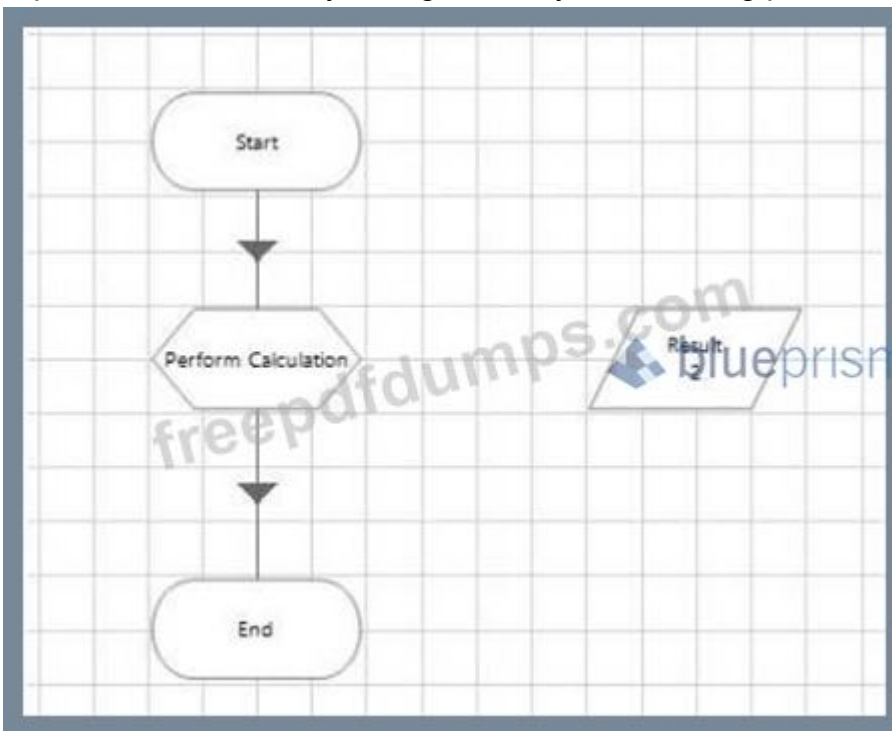 Start
Perform Calculation
Result
2
blueprism
freepdfdumps.com
End